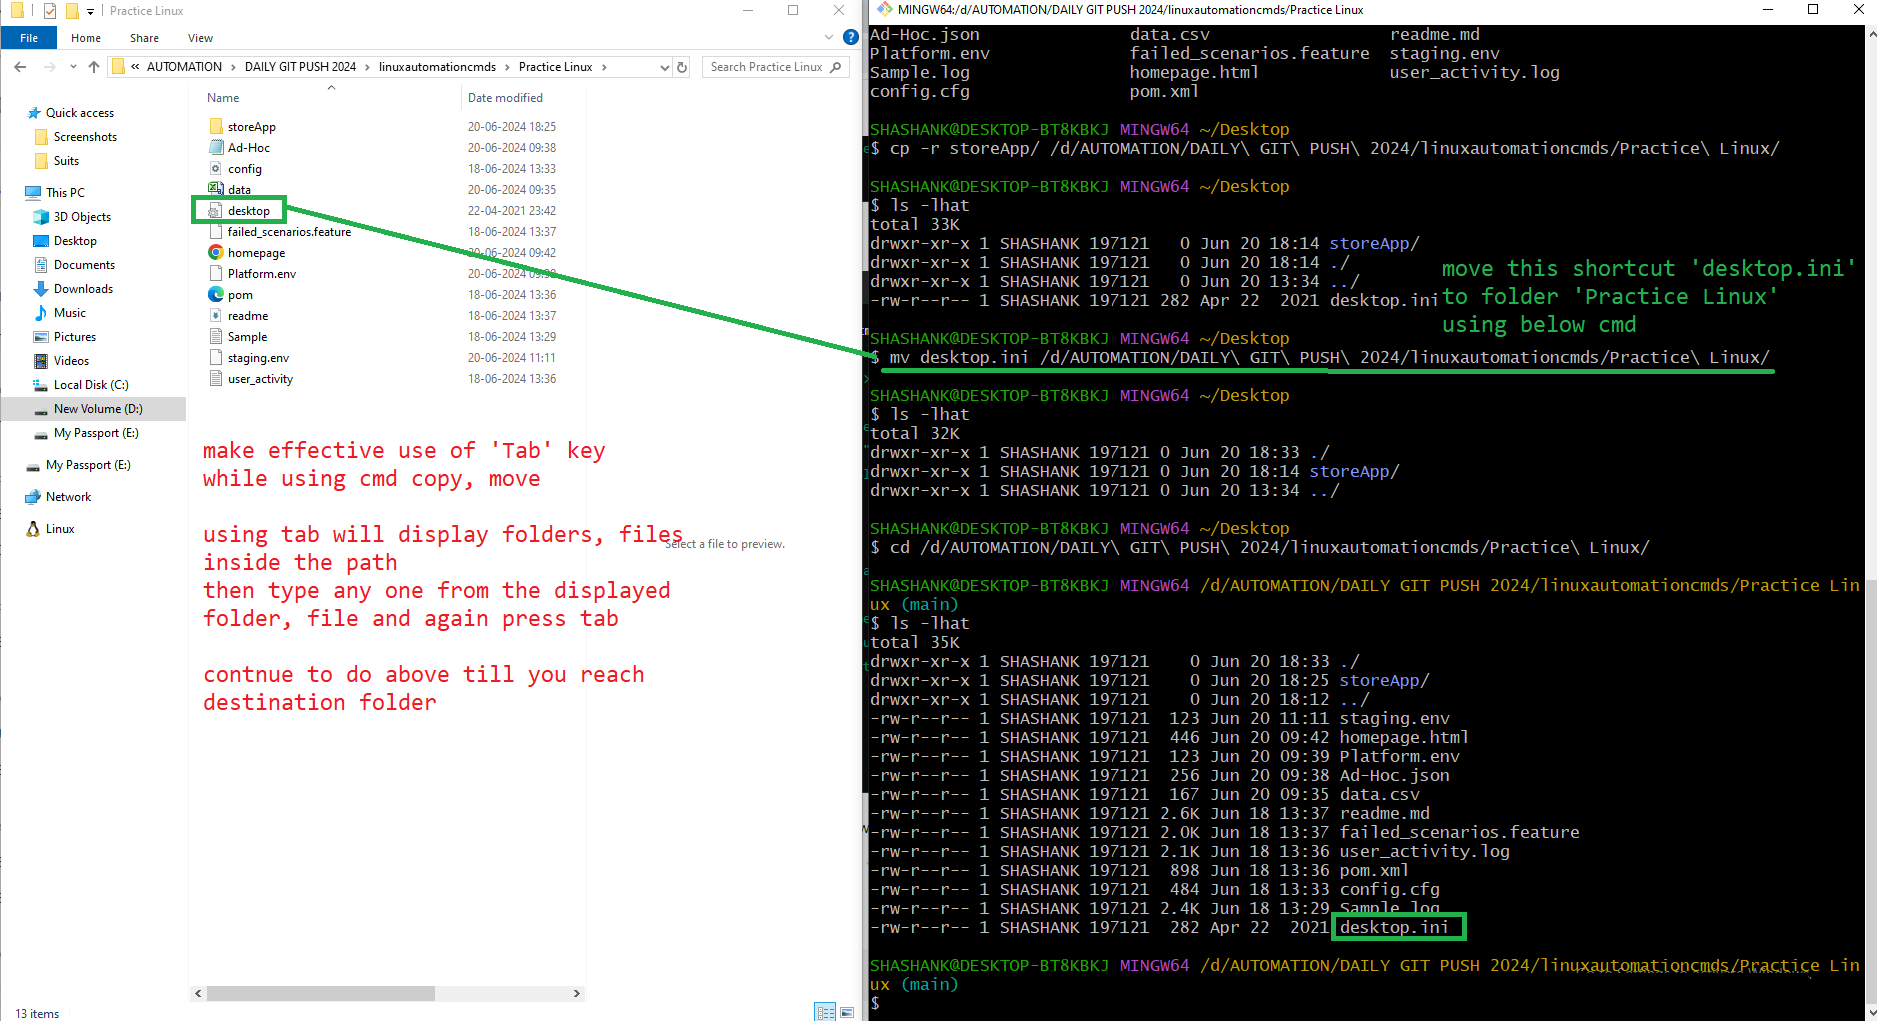 Practice Linux
File Home Share View
« AUTOMATION > DAILY GIT PUSH 2024 > linuxautomationcmds > Practice Linux >
Search Practice Linux
Name Date modified
Quick access
Screenshots
Suits
This PC
3D Objects
Desktop
Documents
Downloads
Music
Pictures
Videos
Local Disk (C:)
New Volume (D:)
My Passport (E:)
My Passport (E:)
Network
Linux
storeApp 20-06-2024 18:25
Ad-Hoc 20-06-2024 09:38
config 18-06-2024 13:33
data 20-06-2024 09:35
desktop 22-04-2021 23:42
failed_scenarios.feature 18-06-2024 13:37
homepage 20-06-2024 09:42
Platform.env 20-06-2024
pom 18-06-2024 13:36
readme 18-06-2024 13:37
Sample 18-06-2024 13:29
staging.env 20-06-2024 11:11
user_activity 18-06-2024 13:36
make effective use of 'Tab' key
while using cmd copy, move
using tab will display folders, files
inside the path
then type any one from the displayed
folder, file and again press tab
contnue to do above till you reach
destination folder
Select a file to preview.
13 items
MINGW64:/d/AUTOMATION/DAILY GIT PUSH 2024/linuxautomationcmds/Practice Linux
Ad-Hoc.json data.csv readme.md
Platform.env failed_scenarios.feature staging.env
Sample.log homepage.html user_activity.log
config.cfg pom.xml
SHASHANK@DESKTOP-BT8KBKJ MINGW64 ~/Desktop
$ cp -r storeApp/ /d/AUTOMATION/DAILY\ GIT\ PUSH\ 2024/linuxautomationcmds/Practice\ Linux/
SHASHANK@DESKTOP-BT8KBKJ MINGW64 ~/Desktop
$ ls -lhat
total 33K
drwxr-xr-x 1 SHASHANK 197121 0 Jun 20 18:14 storeApp/
drwxr-xr-x 1 SHASHANK 197121 0 Jun 20 18:14 ./
drwxr-xr-x 1 SHASHANK 197121 0 Jun 20 13:34 ../
-rw-r--r-- 1 SHASHANK 197121 282 Apr 22 2021 desktop.ini
move this shortcut 'desktop.ini'
to folder 'Practice Linux'
using below cmd
SHASHANK@DESKTOP-BT8KBKJ MINGW64 ~/Desktop
$ mv desktop.ini /d/AUTOMATION/DAILY\ GIT\ PUSH\ 2024/linuxautomationcmds/Practice\ Linux/
SHASHANK@DESKTOP-BT8KBKJ MINGW64 ~/Desktop
$ ls -lhat
total 32K
drwxr-xr-x 1 SHASHANK 197121 0 Jun 20 18:33 ./
drwxr-xr-x 1 SHASHANK 197121 0 Jun 20 18:14 storeApp/
drwxr-xr-x 1 SHASHANK 197121 0 Jun 20 13:34 ../
SHASHANK@DESKTOP-BT8KBKJ MINGW64 ~/Desktop
$ cd /d/AUTOMATION/DAILY\ GIT\ PUSH\ 2024/linuxautomationcmds/Practice\ Linux/
SHASHANK@DESKTOP-BT8KBKJ MINGW64 /d/AUTOMATION/DAILY GIT PUSH 2024/linuxautomationcmds/Practice Lin
ux (main)
$ ls -lhat
total 35K
drwxr-xr-x 1 SHASHANK 197121 0 Jun 20 18:33 ./
drwxr-xr-x 1 SHASHANK 197121 0 Jun 20 18:25 storeApp/
drwxr-xr-x 1 SHASHANK 197121 0 Jun 20 18:12 ../
-rw-r--r-- 1 SHASHANK 197121 123 Jun 20 11:11 staging.env
-rw-r--r-- 1 SHASHANK 197121 446 Jun 20 09:42 homepage.html
-rw-r--r-- 1 SHASHANK 197121 123 Jun 20 09:39 Platform.env
-rw-r--r-- 1 SHASHANK 197121 256 Jun 20 09:38 Ad-Hoc.json
-rw-r--r-- 1 SHASHANK 197121 167 Jun 20 09:35 data.csv
-rw-r--r-- 1 SHASHANK 197121 2.6K Jun 18 13:37 readme.md
-rw-r--r-- 1 SHASHANK 197121 2.0K Jun 18 13:37 failed_scenarios.feature
-rw-r--r-- 1 SHASHANK 197121 2.1K Jun 18 13:36 user_activity.log
-rw-r--r-- 1 SHASHANK 197121 898 Jun 18 13:36 pom.xml
-rw-r--r-- 1 SHASHANK 197121 484 Jun 18 13:33 config.cfg
-rw-r--r-- 1 SHASHANK 197121 2.4K Jun 18 13:29 Sample.log
-rw-r--r-- 1 SHASHANK 197121 282 Apr 22 2021 desktop.ini
SHASHANK@DESKTOP-BT8KBKJ MINGW64 /d/AUTOMATION/DAILY GIT PUSH 2024/linuxautomationcmds/Practice Lin
ux (main)
$